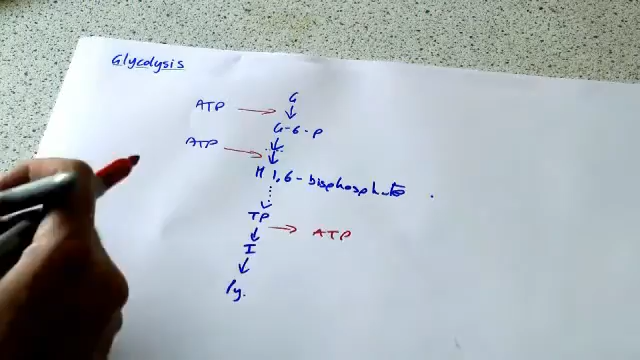 Glycolysis
G
ATP
G-6-P
ATP
H 1,6-bisphosphate
TP
ATP
I
Py.